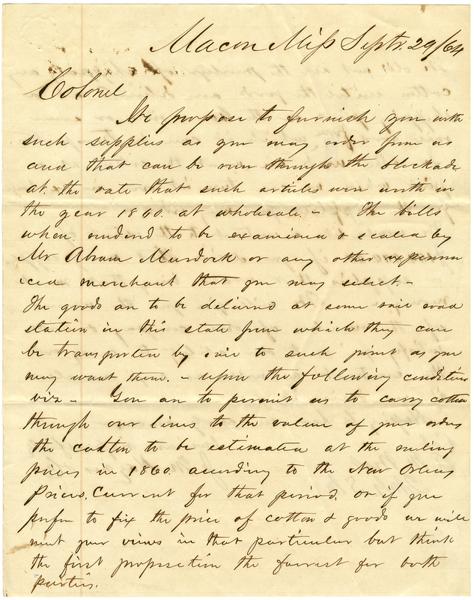 Macon Miss Septr 29/64
Colonel
We propose to furnish you with
such supplies as you may order from us
and that can be run through the blockade
at the rate that such articles were worth in
the year 1860. at wholesale. - The bills
when rendered to be examined & scaled by
Mr Abram Murdock or any other experien
ced merchant that you may select -
The goods are to be delivered at some rail road
station in this state from which they can
be transported by rail to such point as you
may want them. - upon the following conditions
viz - You are to permit us to carry cotton
through our lines to the value of your orders
the cotton to be estimated at the ruling
prices in 1860. according to the New Orleans
Prices Current for that period, or if you
prefer to fix the price of cotton & goods we will
meet your views in that particular but think
the first proposition the fairest for both
parties.